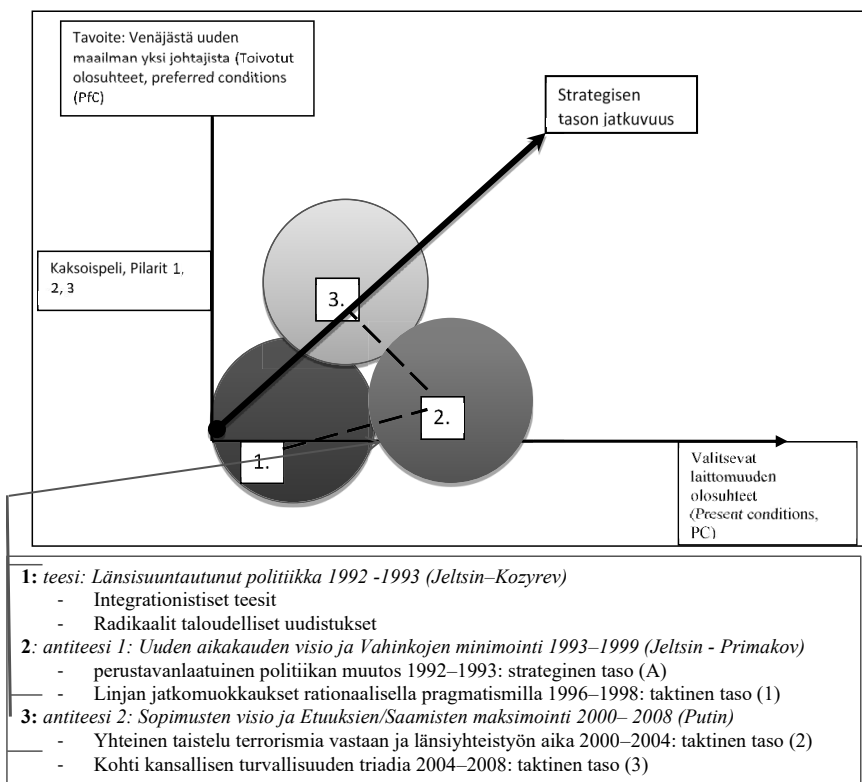 Tavoite: Venäjästä uuden
maailman yksi johtajista (Toivotut
olosuhteet, preferred conditions
(PfC)
Strategisen
tason jatkuvuus
Kaksoispeli, Pilarit 1,
2, 3
3.
2.
1.
Valitsevat
laittomuuden
olosuhteet
(Present conditions,
PC)
1: teesi: Länsisuuntautunut politiikka 1992 -1993 (Jeltsin–Kozyrev)
- Integrationistiset teesit
- Radikaalit taloudelliset uudistukset
2: antiteesi 1: Uuden aikakauden visio ja Vahinkojen minimointi 1993–1999 (Jeltsin - Primakov)
- perustavanlaatuinen politiikan muutos 1992–1993: strateginen taso (A)
- Linjan jatkomuokkaukset rationaalisella pragmatismilla 1996–1998: taktinen taso (1)
3: antiteesi 2: Sopimusten visio ja Etuuksien/Saamisten maksimointi 2000– 2008 (Putin)
- Yhteinen taistelu terrorismia vastaan ja länsiyhteistyön aika 2000–2004: taktinen taso (2)
- Kohti kansallisen turvallisuuden triadia 2004–2008: taktinen taso (3)